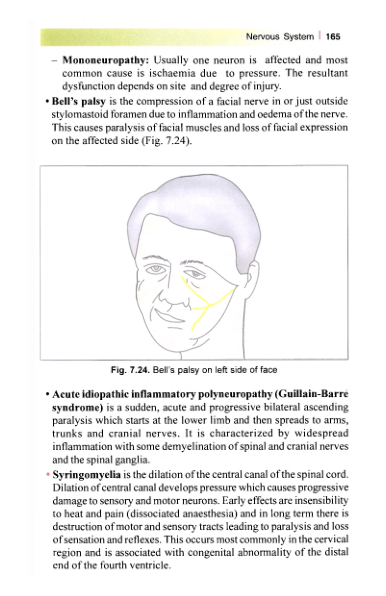 Nervous System | 165
– Mononeuropathy: Usually one neuron is affected and most
common cause is ischaemia due to pressure. The resultant
dysfunction depends on site and degree of injury.
• Bell's palsy is the compression of a facial nerve in or just outside
stylomastoid foramen due to inflammation and oedema of the nerve.
This causes paralysis of facial muscles and loss of facial expression
on the affected side (Fig. 7.24).
Fig. 7.24. Bell's palsy on left side of face
• Acute idiopathic inflammatory polyneuropathy (Guillain-Barre
syndrome) is a sudden, acute and progressive bilateral ascending
paralysis which starts at the lower limb and then spreads to arms,
trunks and cranial nerves. It is characterized by widespread
inflammation with some demyelination of spinal and cranial nerves
and the spinal ganglia.
• Syringomyelia is the dilation of the central canal of the spinal cord.
Dilation of central canal develops pressure which causes progressive
damage to sensory and motor neurons. Early effects are insensibility
to heat and pain (dissociated anaesthesia) and in long term there is
destruction of motor and sensory tracts leading to paralysis and loss
of sensation and reflexes. This occurs most commonly in the cervical
region and is associated with congenital abnormality of the distal
end of the fourth ventricle.